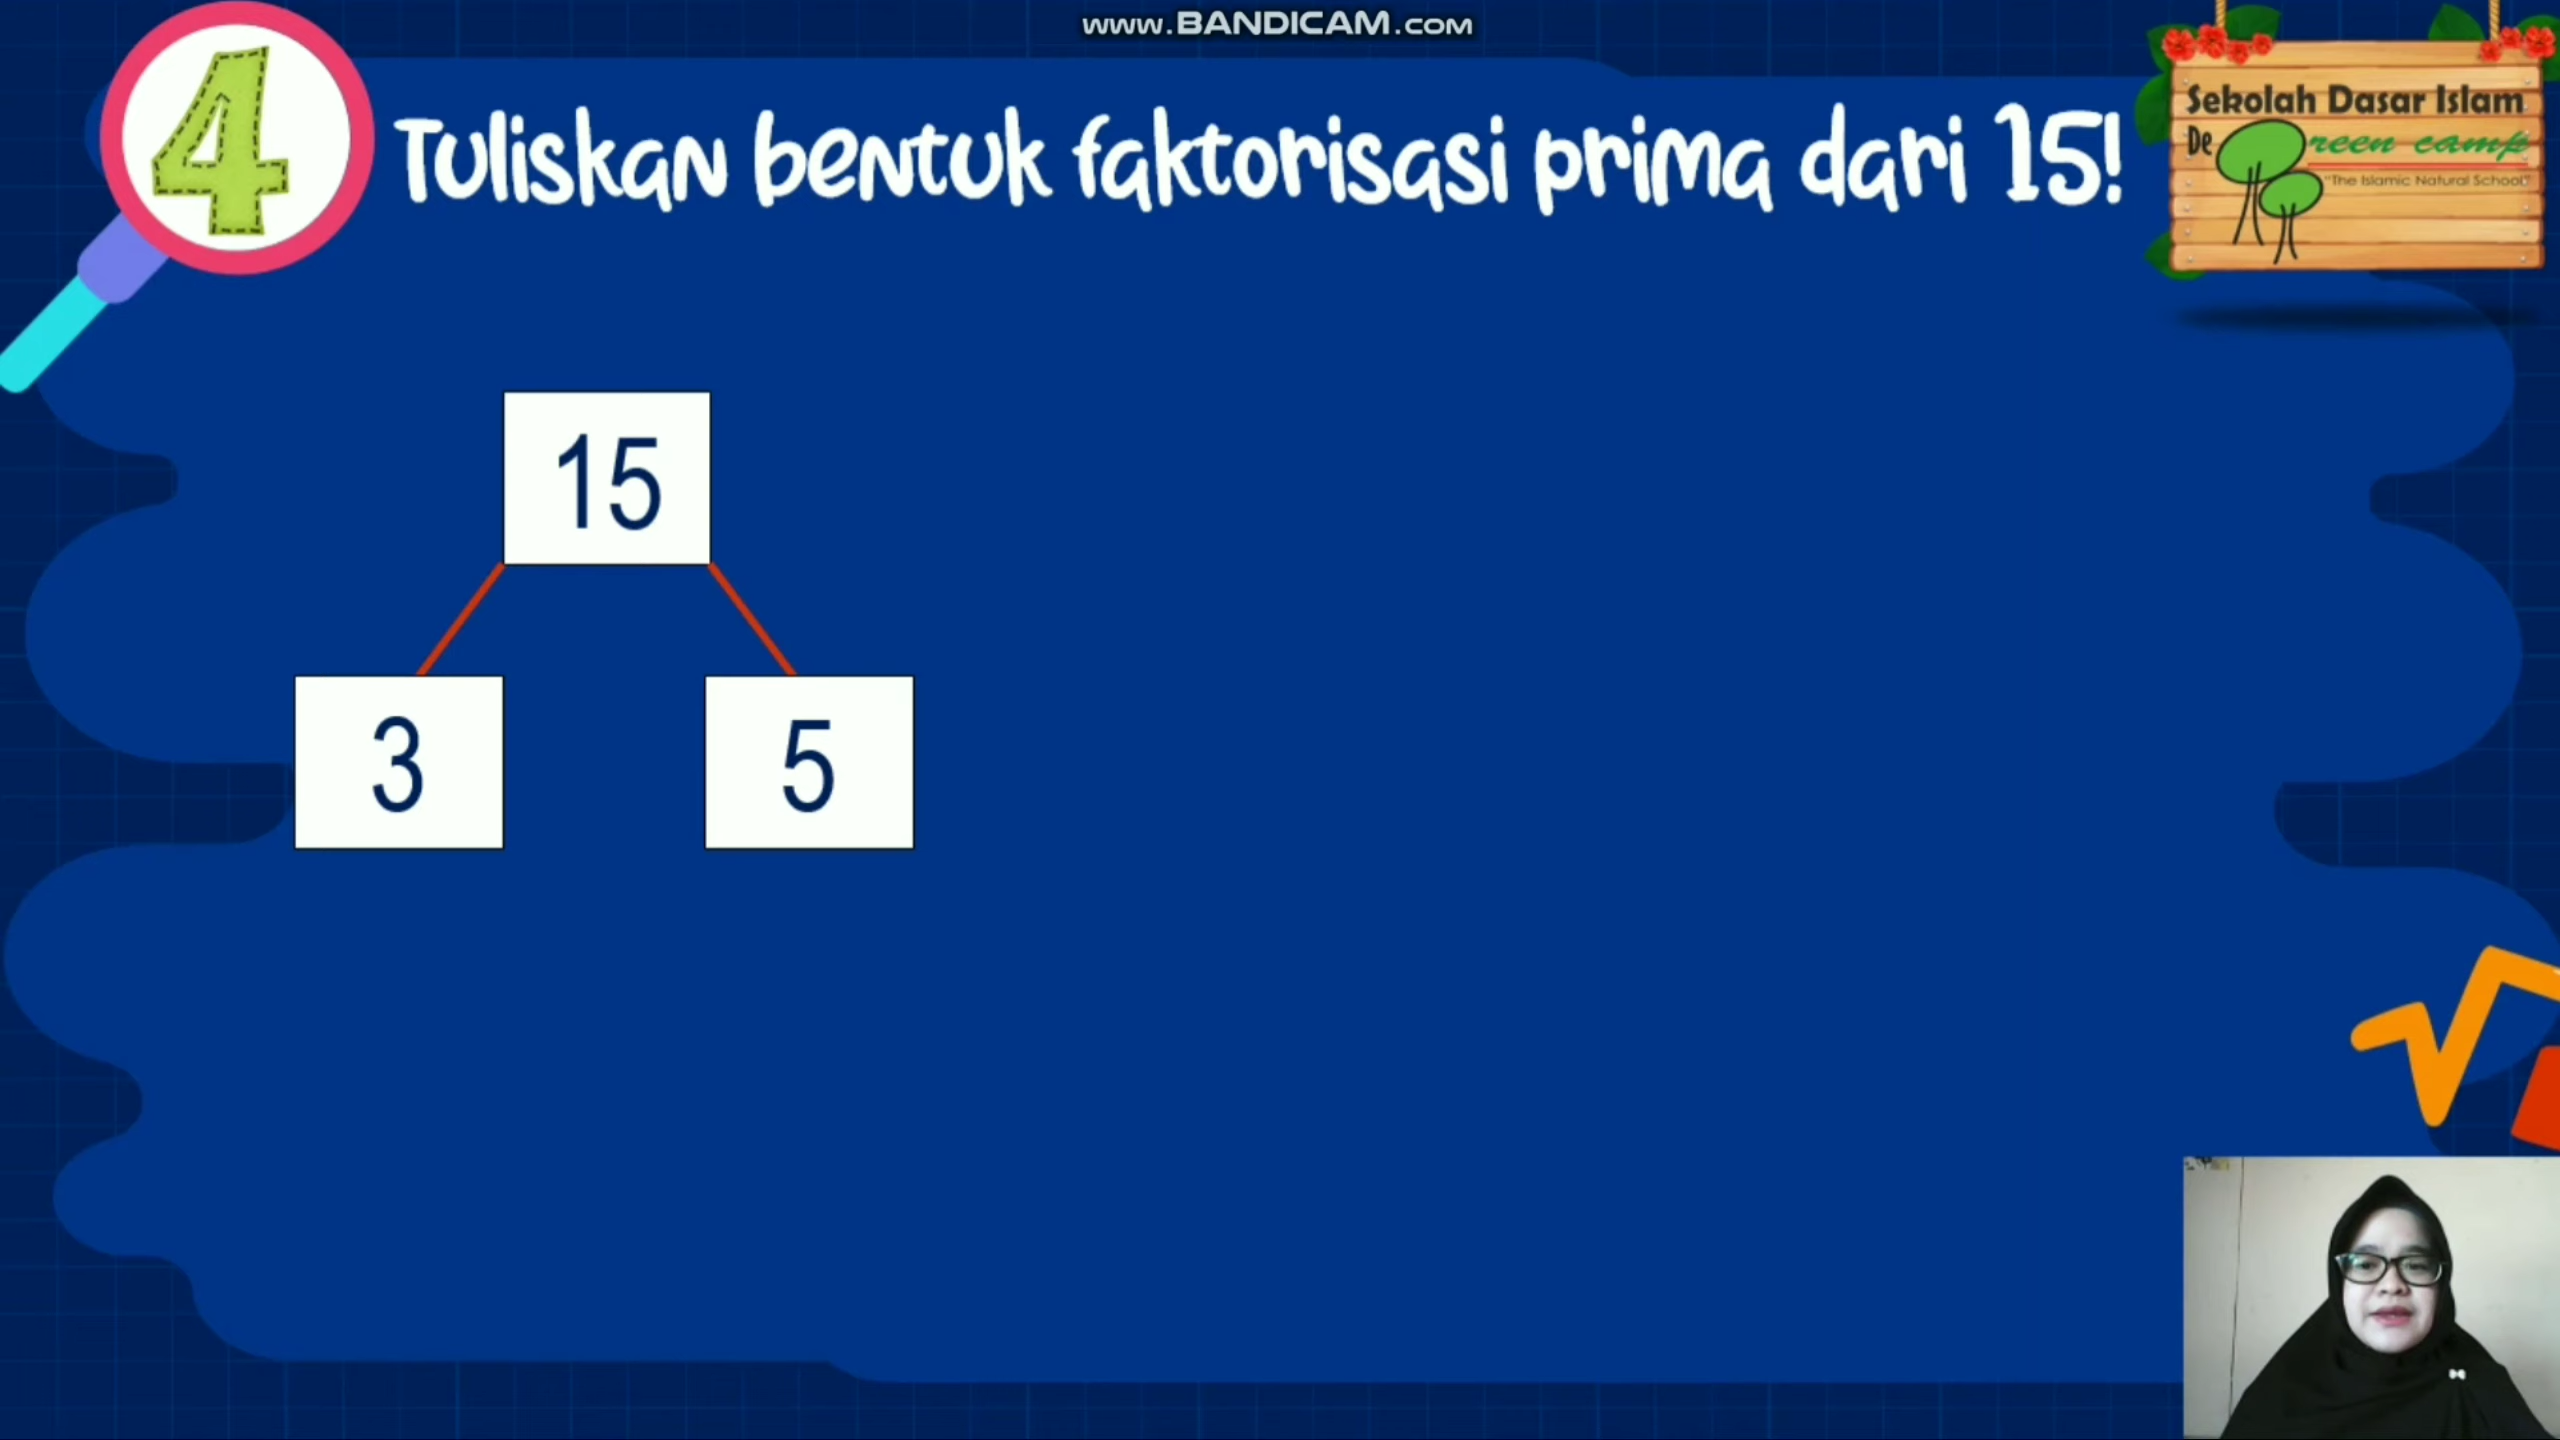 www.BANDICAM.com
4
Tuliskan bentuk faktorisasi prima dari 15!
Sekolah Dasar Islam
De Green camp
"The Islamic Natural School"
15
3
5